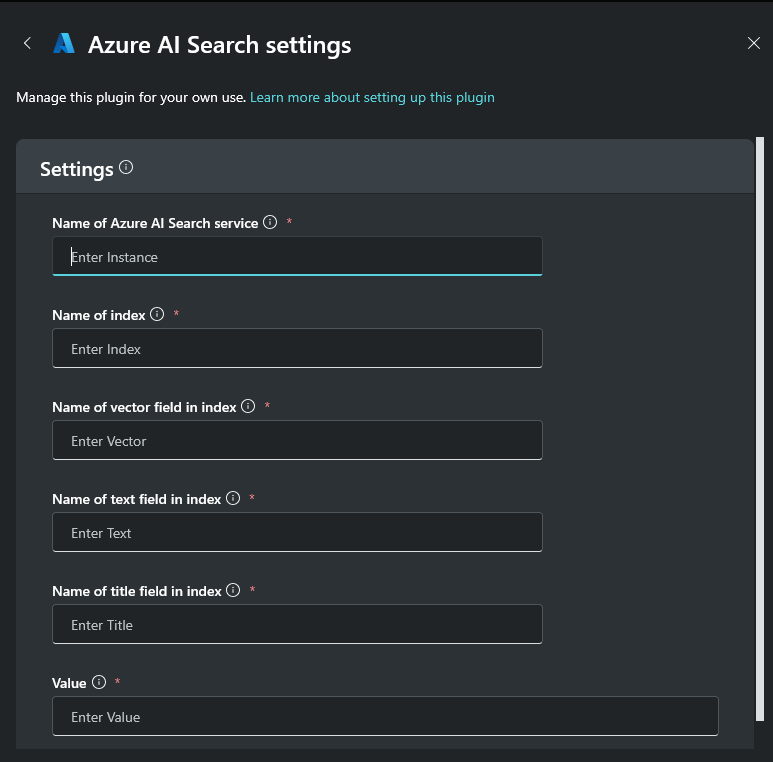 Azure AI Search settings
Manage this plugin for your own use. Learn more about setting up this plugin
Settings
Name of Azure AI Search service *
Enter Instance
Name of index *
Enter Index
Name of vector field in index *
Enter Vector
Name of text field in index *
Enter Text
Name of title field in index *
Enter Title
Value *
Enter Value